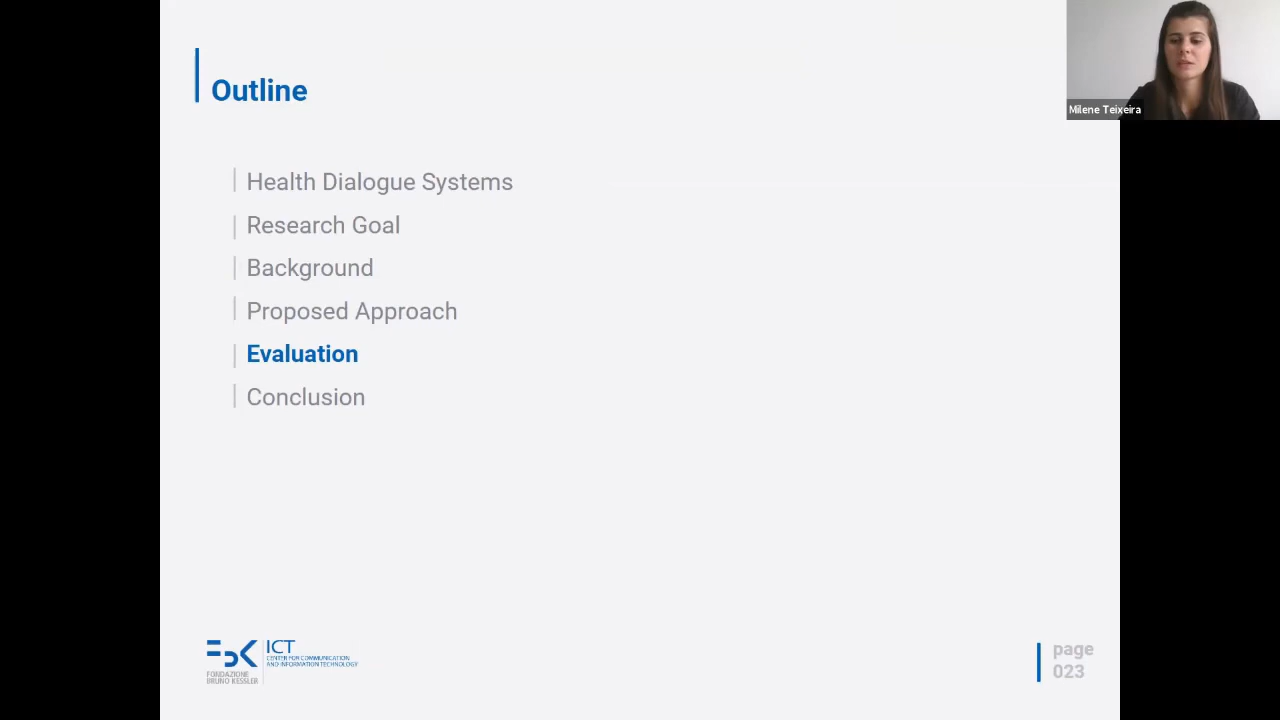 Outline
Milene Teixeira
Health Dialogue Systems
Research Goal
Background
Proposed Approach
Evaluation
Conclusion
FBK
FONDAZIONE
BRUNO KESSLER
ICT
CENTER FOR COMMUNICATION
AND INFORMATION TECHNOLOGY
page
023